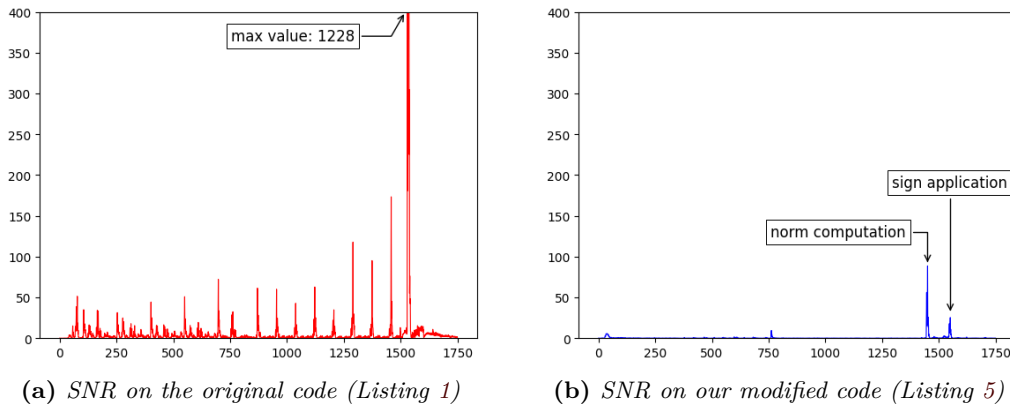 400
350
300
250
200
150
100
50
0
0 250 500 750 1000 1250 1500 1750
max value: 1228
400
350
300
250
200
150
100
50
0
0 250 500 750 1000 1250 1500 1750
sign application
norm computation
(a) SNR on the original code (Listing 1)
(b) SNR on our modified code (Listing 5)